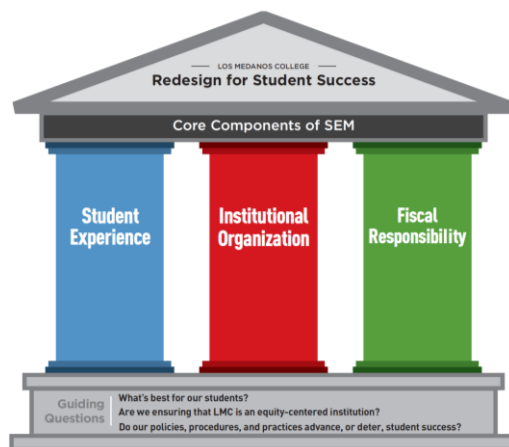 LOS MEDANOS COLLEGE
Redesign for Student Success
Core Components of SEM
Student
Experience
Institutional
Organization
Fiscal
Responsibility
Guiding
Questions
What's best for our students?
Are we ensuring that LMC is an equity-centered institution?
Do our policies, procedures, and practices advance, or deter, student success?